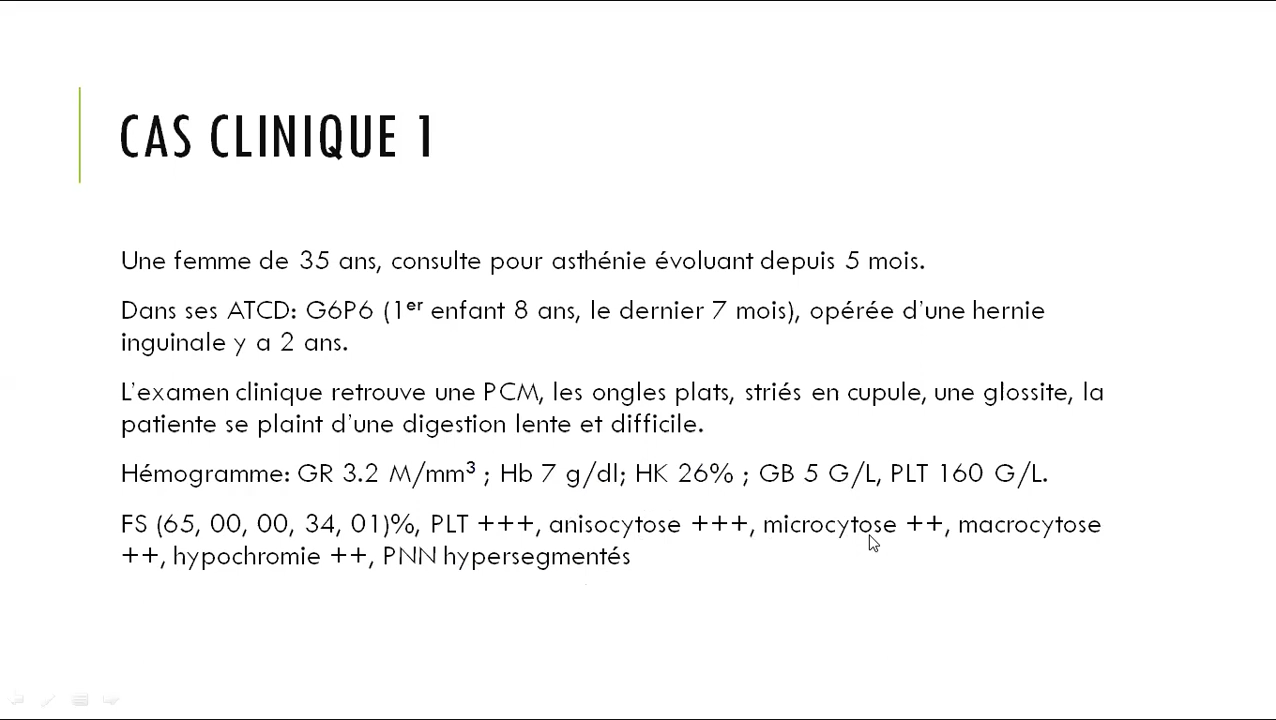 CAS CLINIQUE 1
Une femme de 35 ans, consulte pour asthénie évoluant depuis 5 mois.
Dans ses ATCD: G6P6 (1er enfant 8 ans, le dernier 7 mois), opérée d'une hernie
inguinale y a 2 ans.
L'examen clinique retrouve une PCM, les ongles plats, striés en cupule, une glossite, la
patiente se plaint d'une digestion lente et difficile.
Hémogramme: GR 3.2 M/mm³ ; Hb 7 g/dl; HK 26% ; GB 5 G/L, PLT 160 G/L.
FS (65, 00, 00, 34, 01)%, PLT +++, anisocytose +++, microcytose ++, macrocytose
++, hypochromie ++, PNN hypersegmentés